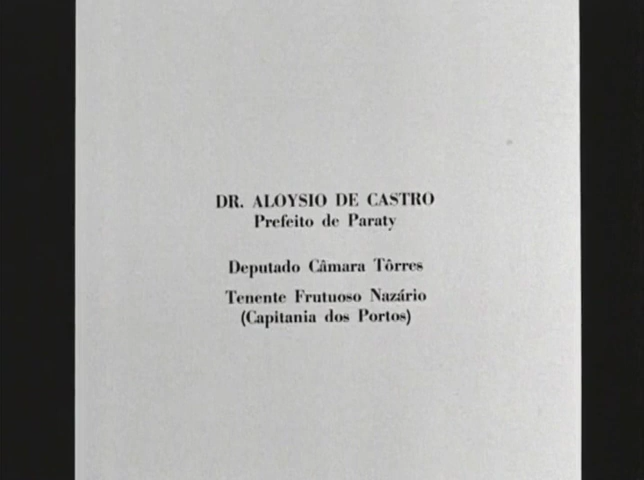 DR. ALOYSIO DE CASTRO
Prefeito de Paraty
Deputado Câmara Tôrres
Tenente Frutuoso Nazário
(Capitania dos Portos)